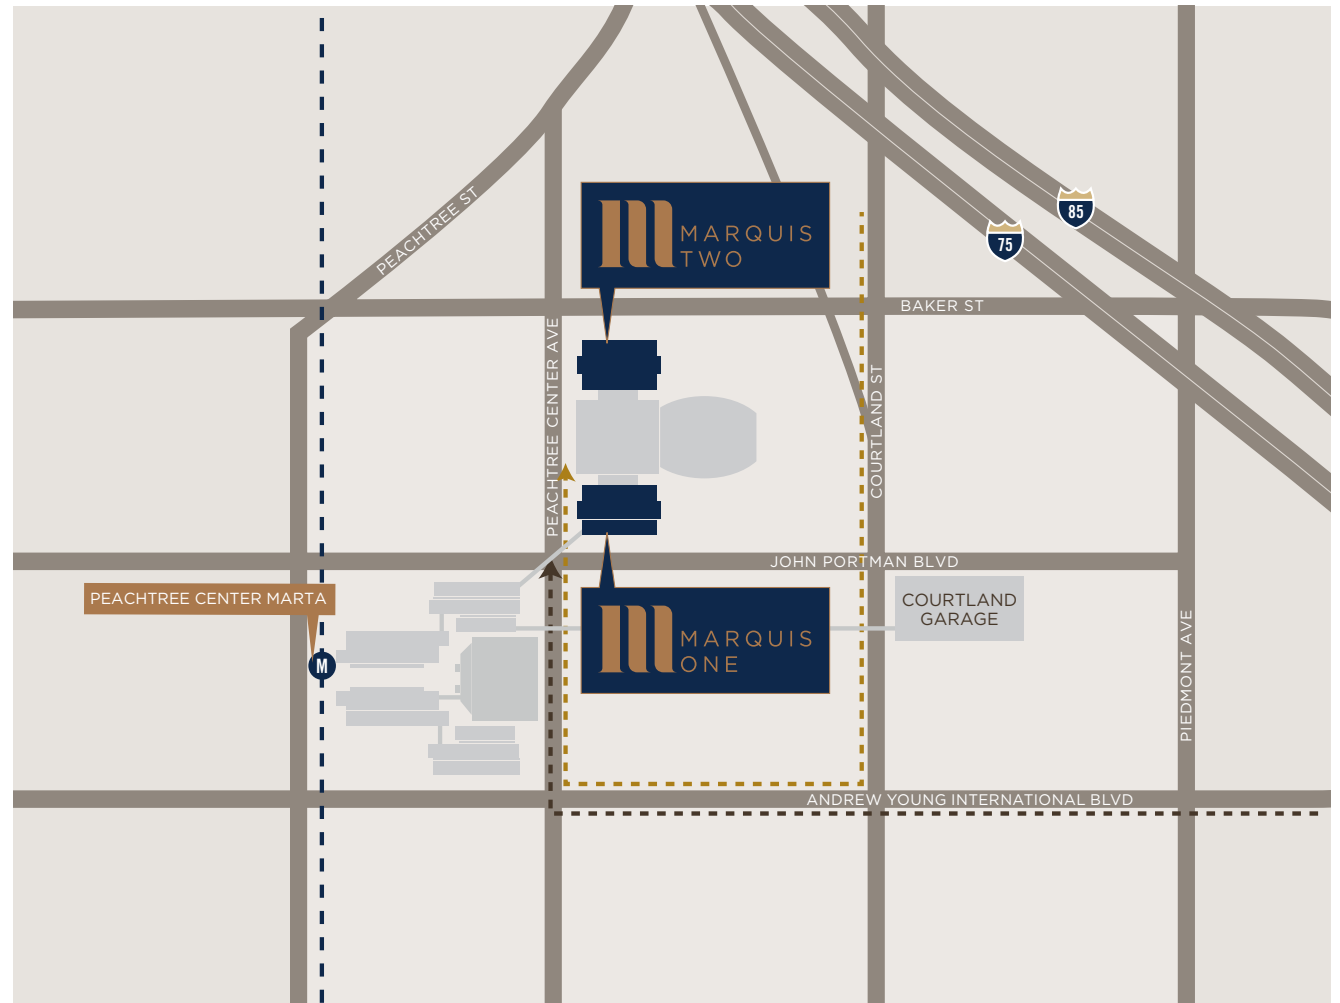 PEACHTREE ST
MARQUIS
TWO
85
75
BAKER ST
PEACHTREE CENTER AVE
COURTLAND ST
JOHN PORTMAN BLVD
PEACHTREE CENTER MARTA
M
MARQUIS
ONE
COURTLAND
GARAGE
PIEDMONT AVE
ANDREW YOUNG INTERNATIONAL BLVD